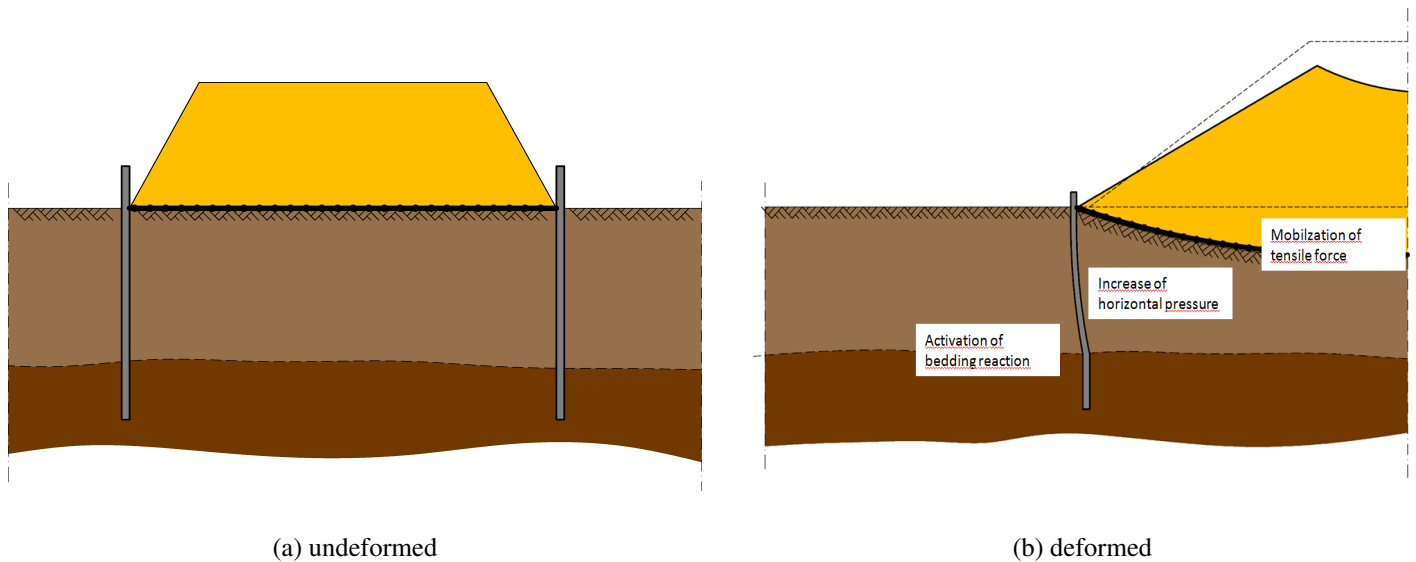 Mobilzation of
tensile force
Increase of
horizontal pressure
Activation of
bedding reaction
(a) undeformed
(b) deformed